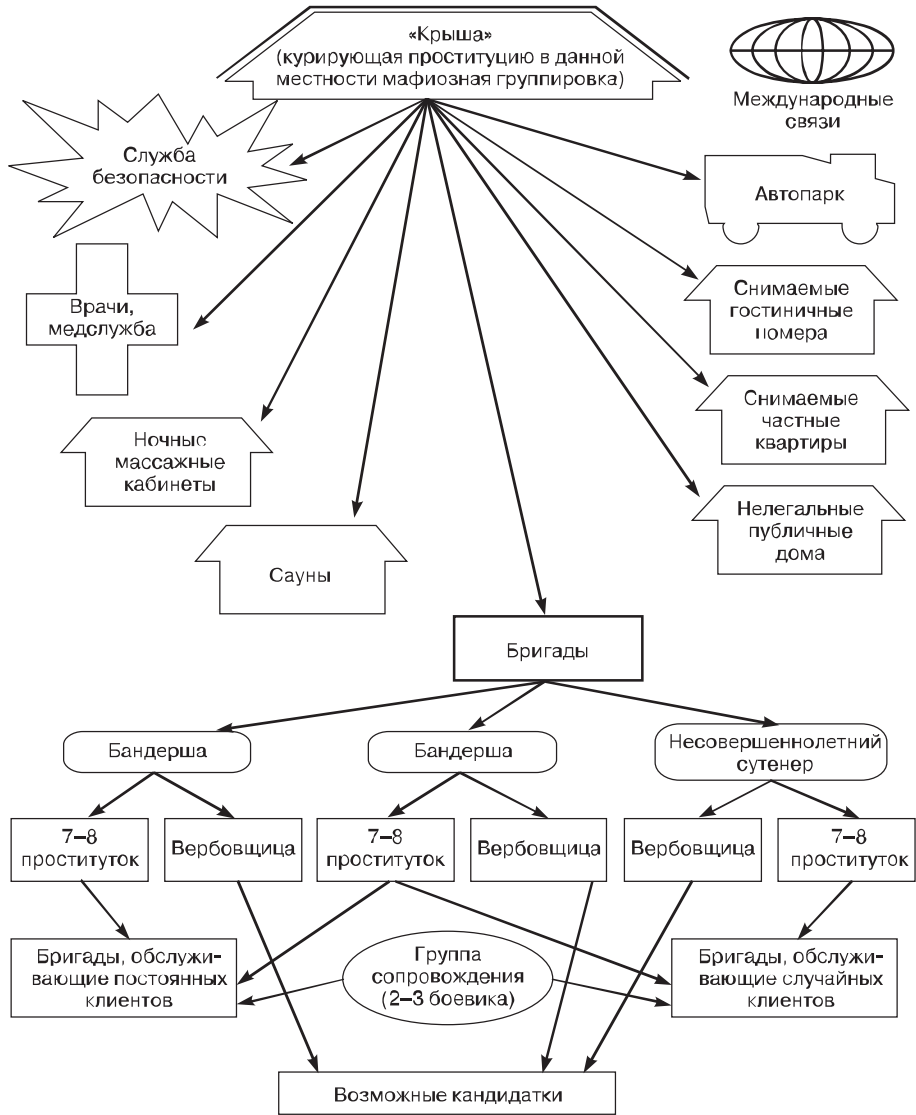 «Крыша»
(курирующая проституцию в данной
местности мафиозная группировка)
Международные
связи
Служба
безопасности
Автопарк
Врачи,
медслужба
Снимаемые
гостиничные
номера
Снимаемые
частные
квартиры
Ночные
массажные
кабинеты
Нелегальные
публичные
дома
Сауны
Бригады
Бандерша
Бандерша
Несовершеннолетний
сутенер
7–8
проституток
Вербовщица
7–8
проституток
Вербовщица
Вербовщица
7–8
проституток
Бригады, обслужи-
вающие постоянных
клиентов
Группа
сопровождения
(2–3 боевика)
Бригады, обслужи-
вающие случайных
клиентов
Возможные кандидатки